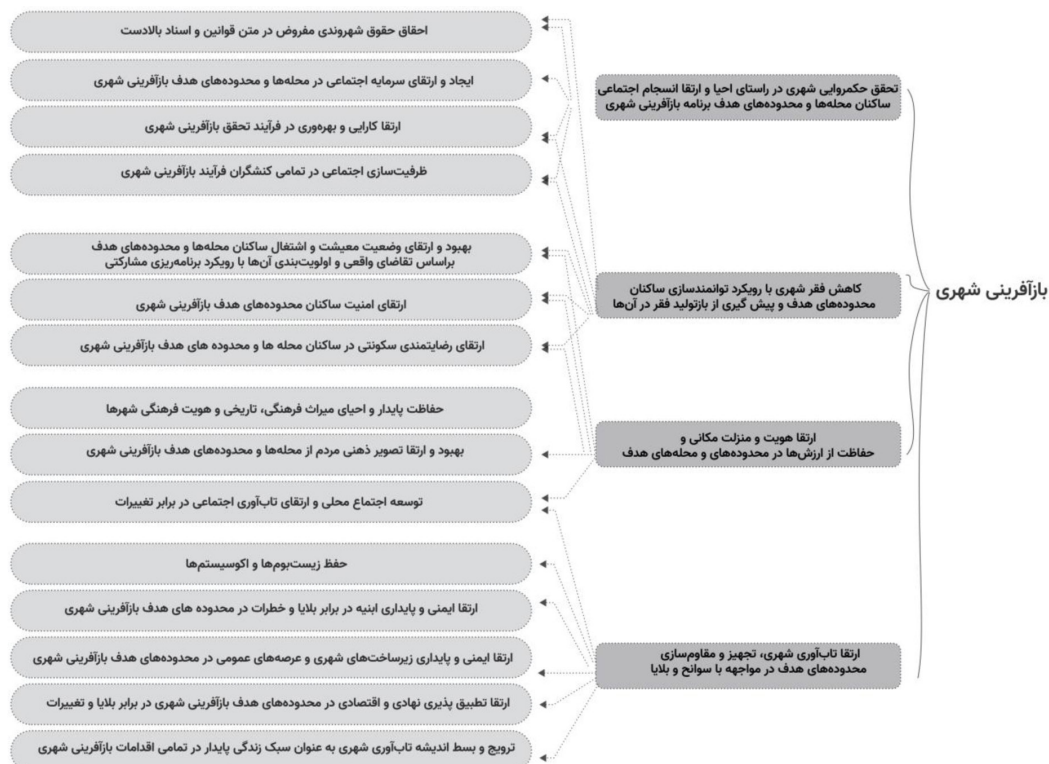 بازآفرینی شهری
تحقق حکمروایی شهری در راستای احیا و ارتقا انسجام اجتماعی
ساکنان محله‌ها و محدوده‌های هدف برنامه بازآفرینی شهری
کاهش فقر شهری با رویکرد توانمندسازی ساکنان
محدوده‌های هدف و پیش گیری از بازتولید فقر در آن‌ها
ارتقا هویت و منزلت مکانی و
حفاظت از ارزش‌ها در محدوده‌های و محله‌های هدف
ارتقا تاب‌آوری شهری، تجهیز و مقاوم‌سازی
محدوده‌های هدف در مواجهه با سوانح و بلایا
احقاق حقوق شهروندی مفروض در متن قوانین و اسناد بالادست
ایجاد و ارتقای سرمایه اجتماعی در محله‌ها و محدوده‌های هدف بازآفرینی شهری
ارتقا کارایی و بهره‌وری در فرآیند تحقق بازآفرینی شهری
ظرفیت‌سازی اجتماعی در تمامی کنشگران فرآیند بازآفرینی شهری
بهبود و ارتقای وضعیت معیشت و اشتغال ساکنان محله‌ها و محدوده‌های هدف
براساس تقاضای واقعی و اولویت‌بندی آن‌ها با رویکرد برنامه‌ریزی مشارکتی
ارتقای امنیت ساکنان محدوده‌های هدف بازآفرینی شهری
ارتقای رضایتمندی سکونتی در ساکنان محله ها و محدوده های هدف بازآفرینی شهری
حفاظت پایدار و احیای میراث فرهنگی، تاریخی و هویت فرهنگی شهرها
بهبود و ارتقا تصویر ذهنی مردم از محله‌ها و محدوده‌های هدف بازآفرینی شهری
توسعه اجتماع محلی و ارتقای تاب‌آوری اجتماعی در برابر تغییرات
حفظ زیست‌بوم‌ها و اکوسیستم‌ها
ارتقا ایمنی و پایداری ابنیه در برابر بلایا و خطرات در محدوده های هدف بازآفرینی شهری
ارتقا ایمنی و پایداری زیرساخت‌های شهری و عرصه‌های عمومی در محدوده‌های هدف بازآفرینی شهری
ارتقا تطبیق پذیری نهادی و اقتصادی در محدوده‌های هدف بازآفرینی شهری در برابر بلایا و تغییرات
ترویج و بسط اندیشه تاب‌آوری شهری به عنوان سبک زندگی پایدار در تمامی اقدامات بازآفرینی شهری